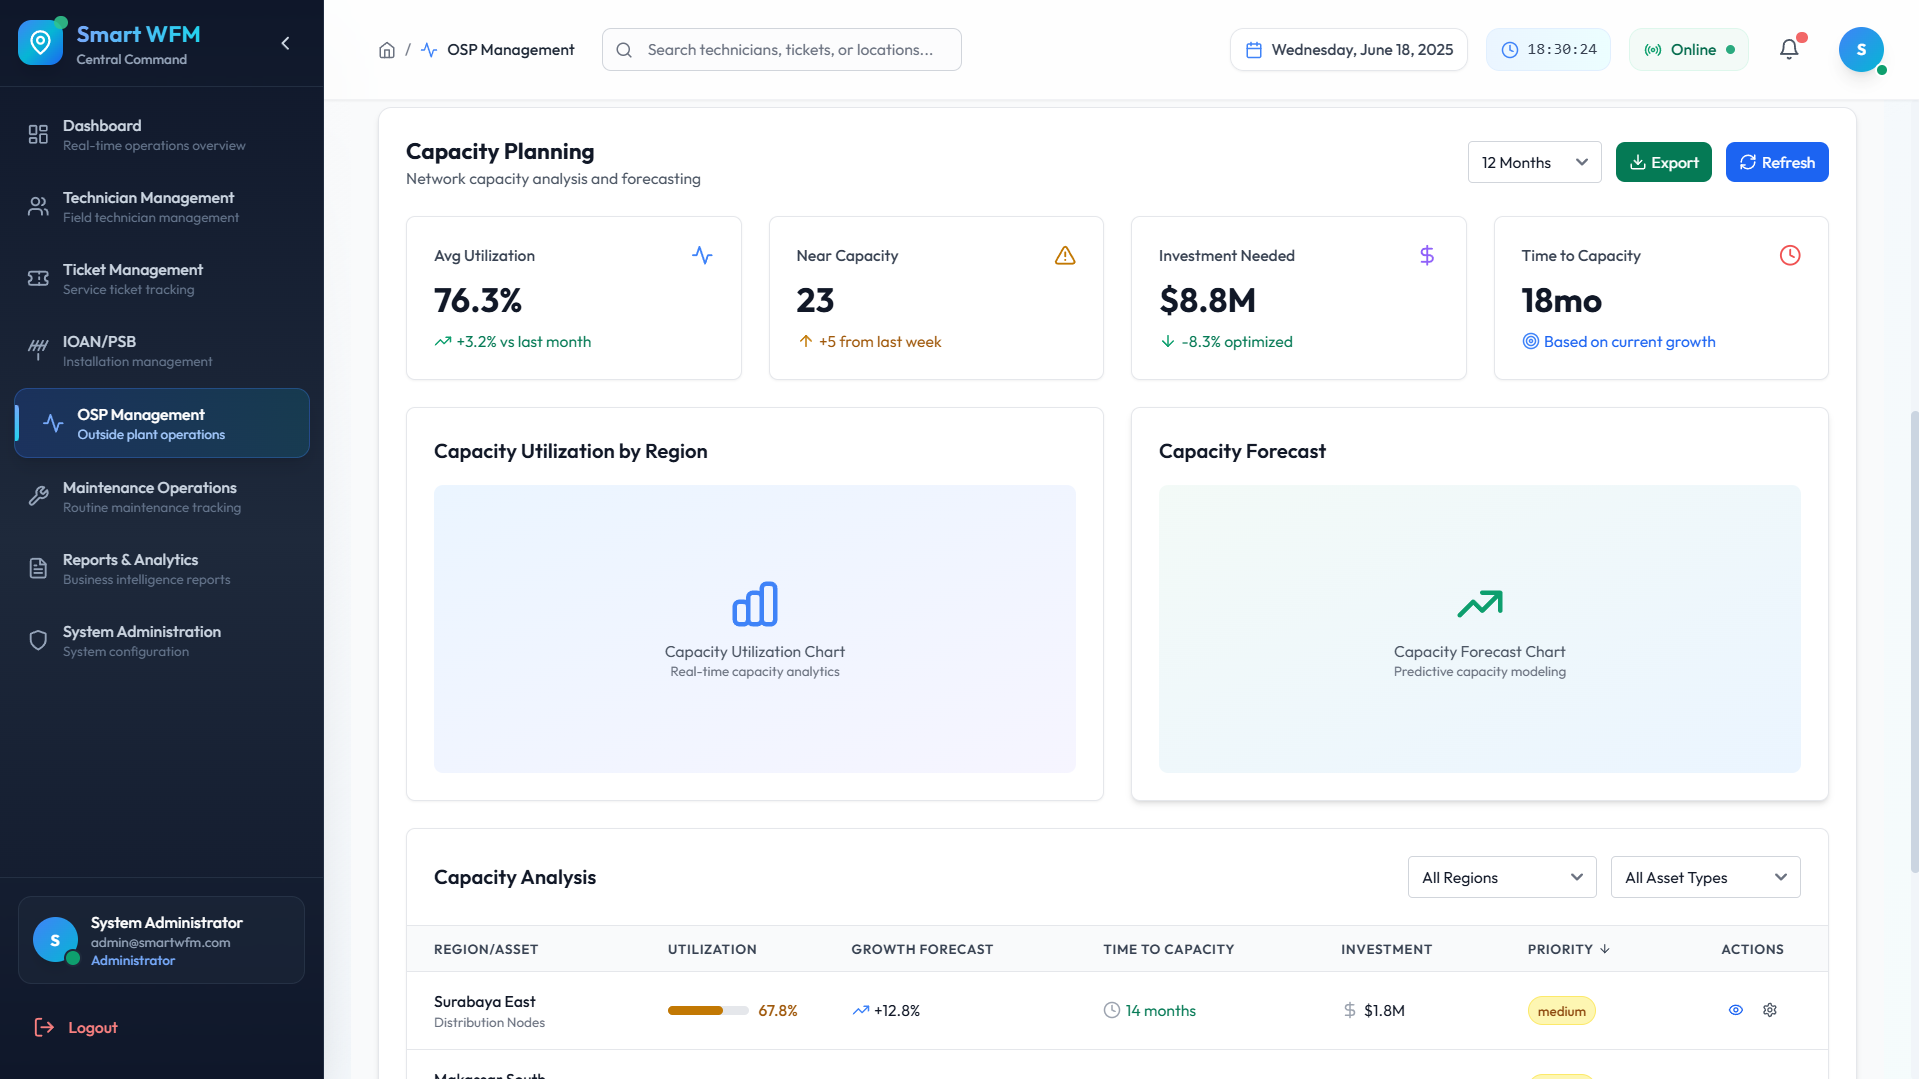 Smart WFM
Central Command
Dashboard
Real-time operations overview
Technician Management
Field technician management
Ticket Management
Service ticket tracking
IOAN/PSB
Installation management
OSP Management
Outside plant operations
Maintenance Operations
Routine maintenance tracking
Reports & Analytics
Business intelligence reports
System Administration
System configuration
S
System Administrator
admin@smartwfm.com
Administrator
Logout
/ OSP Management
Search technicians, tickets, or locations...
Wednesday, June 18, 2025
18:30:24
Online
S
Capacity Planning
Network capacity analysis and forecasting
12 Months
Export
Refresh
Avg Utilization
76.3%
+3.2% vs last month
Near Capacity
23
+5 from last week
Investment Needed
$8.8M
-8.3% optimized
Time to Capacity
18mo
Based on current growth
Capacity Utilization by Region
Capacity Utilization Chart
Real-time capacity analytics
Capacity Forecast
Capacity Forecast Chart
Predictive capacity modeling
Capacity Analysis
All Regions
All Asset Types
REGION/ASSET UTILIZATION GROWTH FORECAST TIME TO CAPACITY INVESTMENT PRIORITY ↓ ACTIONS
Surabaya East
Distribution Nodes
67.8%
+12.8%
14 months
$ $1.8M
medium
Makassar South